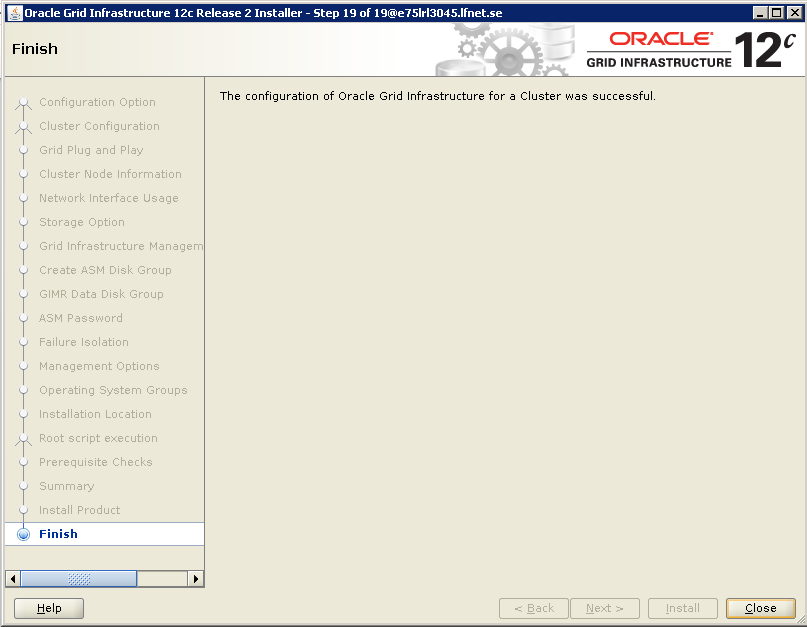 Oracle Grid Infrastructure 12c Release 2 Installer - Step 19 of 19@e75lrl3045.lfnet.se
Finish
ORACLE®
GRID INFRASTRUCTURE
12c
Configuration Option
Cluster Configuration
Grid Plug and Play
Cluster Node Information
Network Interface Usage
Storage Option
Grid Infrastructure Managem
Create ASM Disk Group
GIMR Data Disk Group
ASM Password
Failure Isolation
Management Options
Operating System Groups
Installation Location
Root script execution
Prerequisite Checks
Summary
Install Product
Finish
The configuration of Oracle Grid Infrastructure for a Cluster was successful.
Help
< Back
Next >
Install
Close